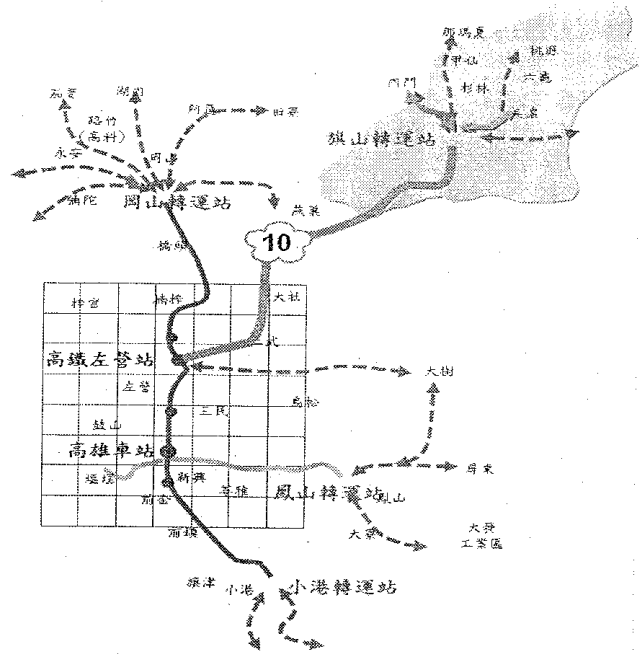 那瑪夏
桃源
甲仙
六龜
內門
杉林
旗山轉運站
茄萣
湖內
阿蓮
田寮
路竹
(高科)
永安
岡山
彌陀
岡山轉運站
燕巢
橋頭
10
梓官
楠梓
大社
仁武
高鐵左營站
大樹
左營
鳥松
三民
鼓山
高雄車站
鹽埕
新興
苓雅
鳳山轉運站
鳳山
屏東
前金
大寮
大發
工業區
前鎮
旗津
小港
小港轉運站